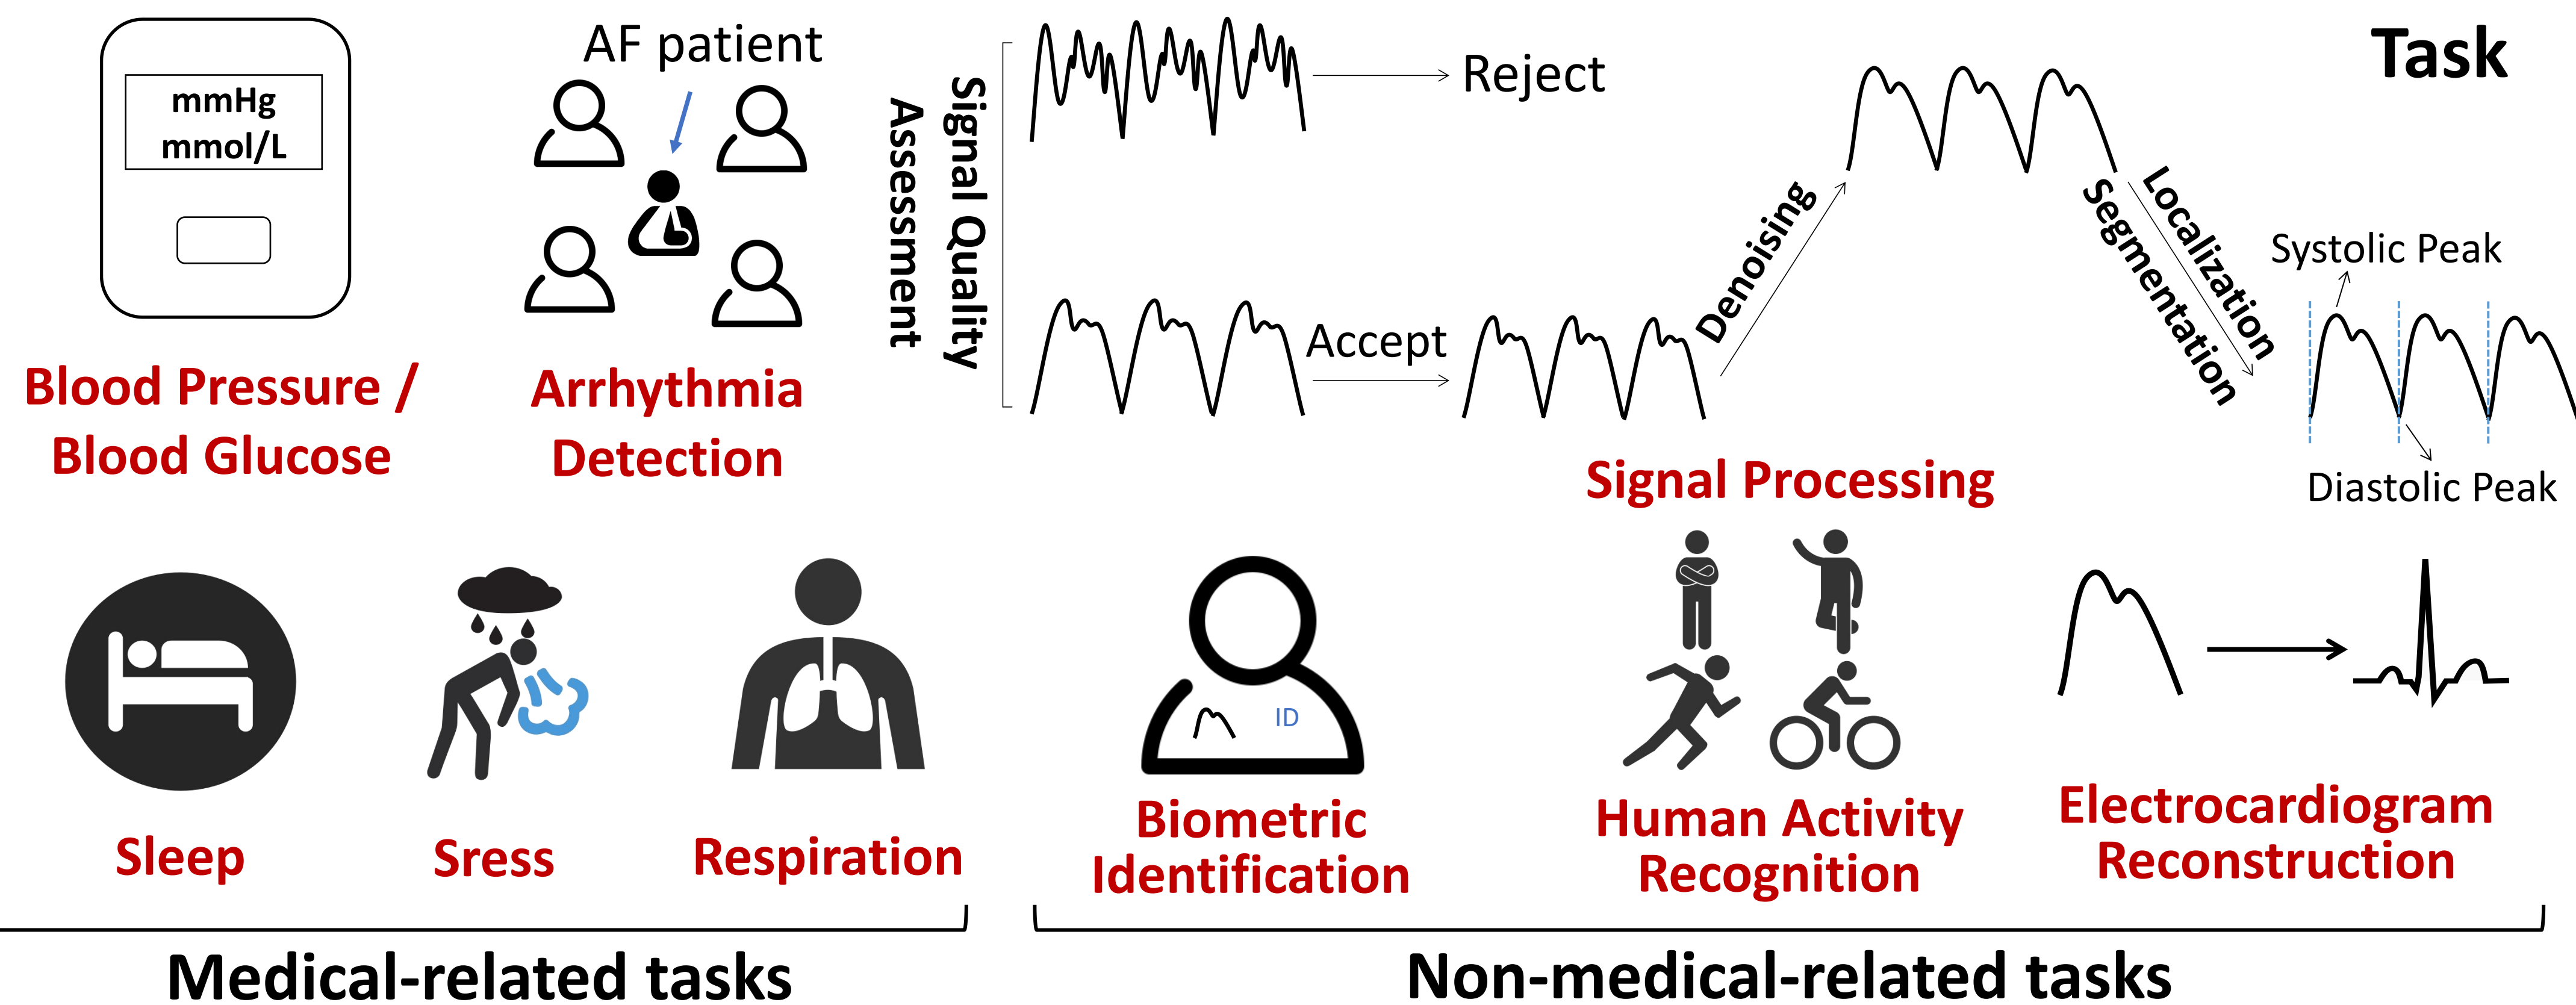 Task
mmHg
mmol/L
Blood Pressure /
Blood Glucose
AF patient
Arrhythmia
Detection
Signal Quality
Assessment
Reject
Accept
Denoising
Localization
Segmentation
Systolic Peak
Diastolic Peak
Signal Processing
Sleep
Sress
Respiration
ID
Biometric
Identification
Human Activity
Recognition
Electrocardiogram
Reconstruction
Medical-related tasks
Non-medical-related tasks